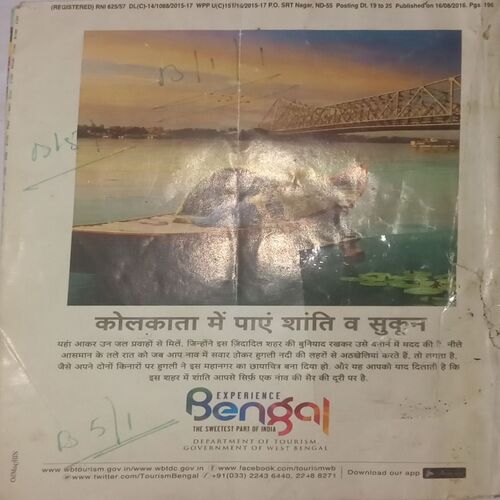 (REGISTERED) RNI 625/57 DL(C)-14/1088/2015-17 WPP U(C)151/2015-17 P.O. SRT Nagar, ND-55 Posting Dt. 19 to 25 Published on 16/08/2016. Pgs. 196
B/1
कोलकाता में पाएं शांति व सुकून
यहां आकर उन जल प्रवाहों से मिलें, जिन्होंने इस ज़िंदादिल शहर की बुनियाद रखकर उसे बनाने में मदद की है. नीले
आसमान के तले रात को जब आप नाव में सवार होकर हुगली नदी की लहरों से अठखेलियां करते हैं, तो लगता है,
जैसे अपने दोनों किनारों पर हुगली ने इस महानगर का छायाचित्र बना दिया हो. और यह आपको याद दिलाता है कि
इस शहर में शांति आपसे सिर्फ एक नाव की सैर की दूरी पर है.
EXPERIENCE
Bengal
THE SWEETEST PART OF INDIA
DEPARTMENT OF TOURISM
GOVERNMENT OF WEST BENGAL
B 5/1
www.wbtourism.gov.in/www.wbtdc.gov.in www.facebook.com/tourismwb
www.twitter.com/TourismBengal +91(033) 2243 6440, 2248 8271 Download our app